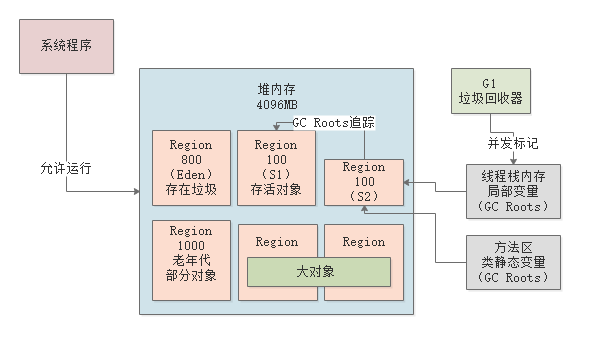 系统程序
堆内存
4096MB
G1
垃圾回收器
GC Roots追踪
Region
800
（Eden）
存在垃圾
Region
100
（S1）
存活对象
Region
100
（S2）
并发标记
允许运行
线程栈内存
局部变量
（GC Roots）
Region
1000
老年代
部分对象
Region
Region
大对象
方法区
类静态变量
（GC Roots）